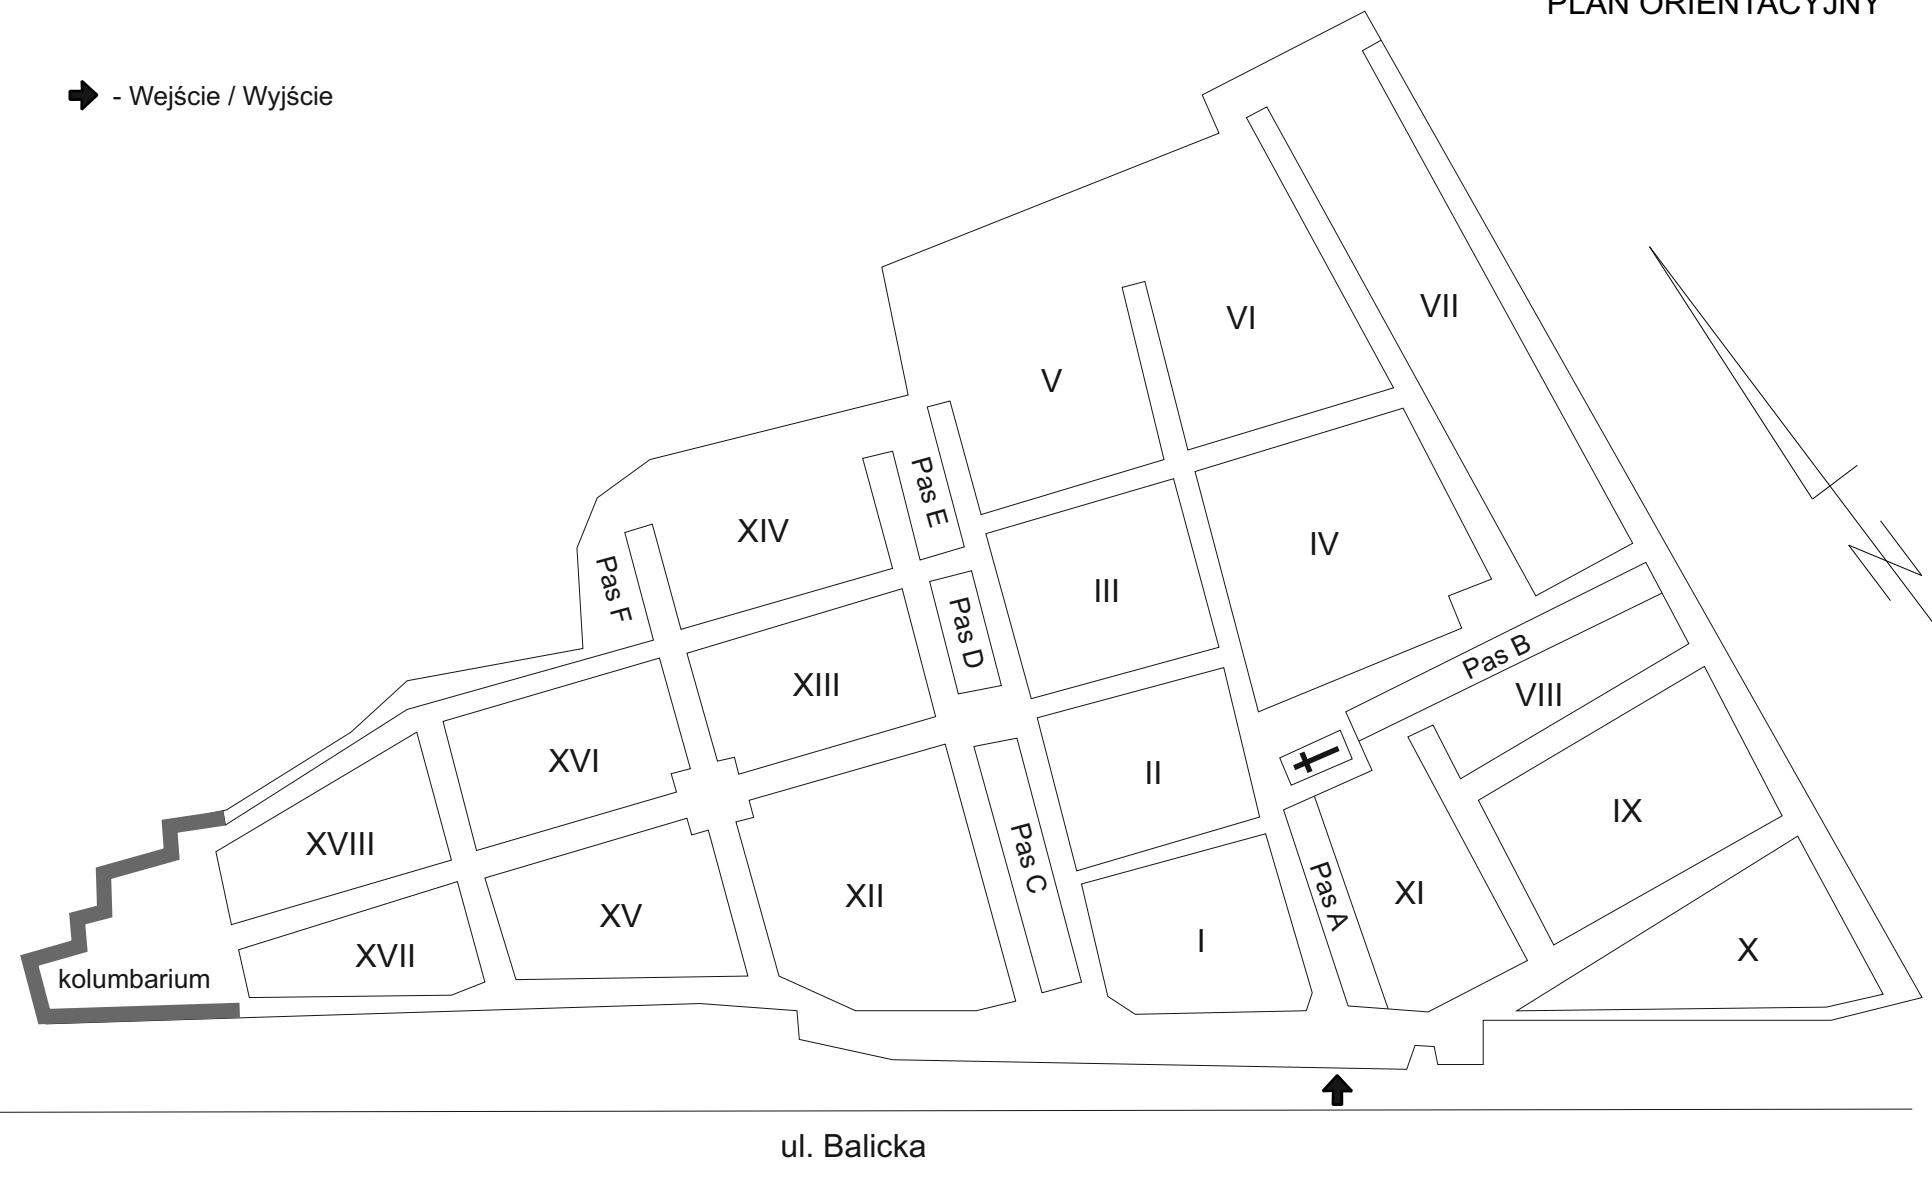 PLAN ORIENTACYJNY
- Wejście / Wyjście
VII
VI
V
Pas E
XIV
IV
Pas F
III
Pas D
Pas B
XIII
VIII
XVI
II
IX
XVIII
Pas C
Pas A
XI
XII
XV
I
X
XVII
kolumbarium
N
ul. Balicka